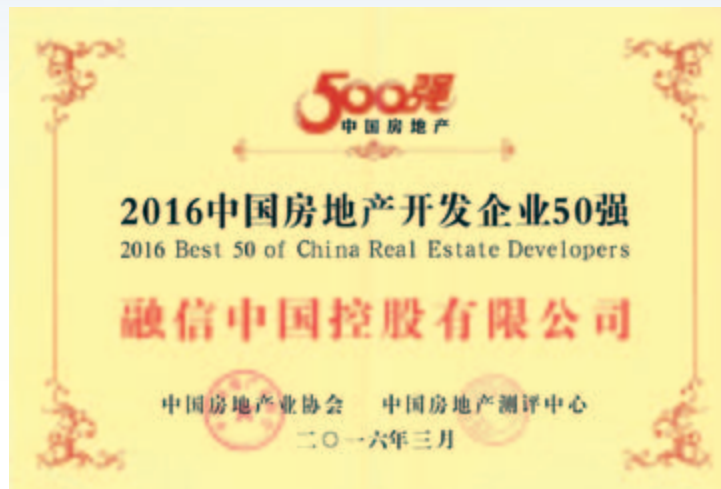 500强
中国房地产
2016中国房地产开发企业50强
2016 Best 50 of China Real Estate Developers
融信中国控股有限公司
中国房地产业协会 中国房地产测评中心
二〇一六年三月